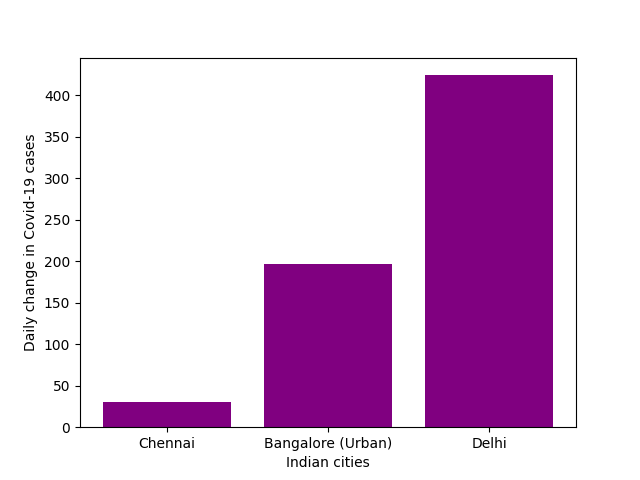 Daily change in Covid-19 cases
400
350
300
250
200
150
100
50
0
Chennai
Bangalore (Urban)
Delhi
Indian cities